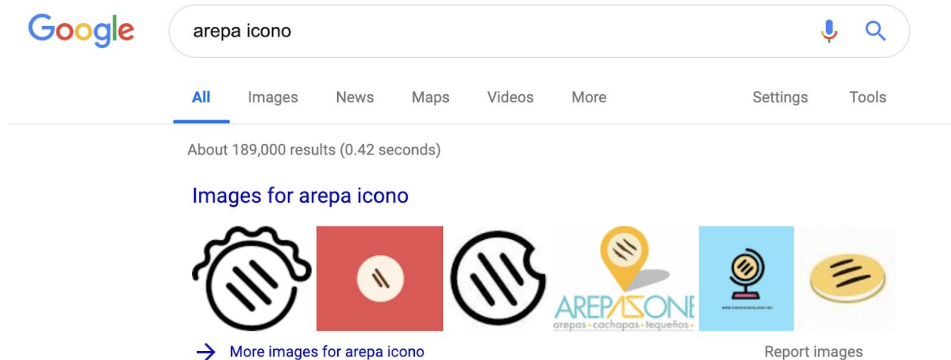 Google
arepa icono
All Images News Maps Videos More Settings Tools
About 189,000 results (0.42 seconds)
Images for arepa icono
AREPAZONE
arepas • cachapas • tequeños •
→ More images for arepa icono
Report images